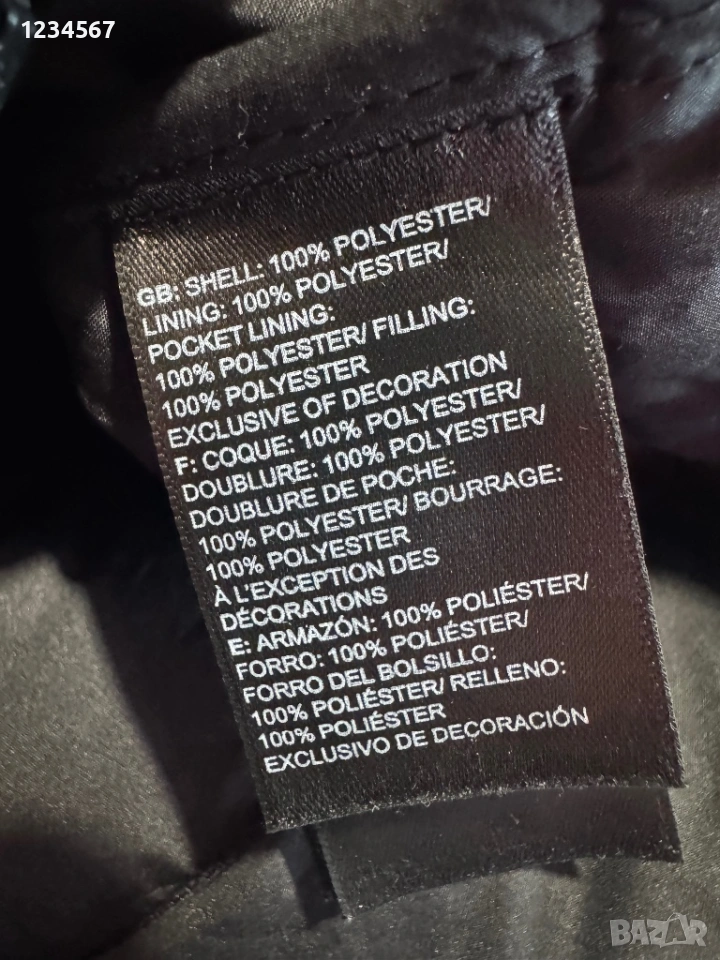 1234567
GB: SHELL: 100% POLYESTER/
LINING: 100% POLYESTER/
POCKET LINING:
100% POLYESTER/ FILLING:
100% POLYESTER
EXCLUSIVE OF DECORATION
F: COQUE: 100% POLYESTER/
DOUBLURE: 100% POLYESTER/
DOUBLURE DE POCHE:
100% POLYESTER/ BOURRAGE:
100% POLYESTER
À L'EXCEPTION DES
DÉCORATIONS
E: ARMAZÓN: 100% POLIÉSTER/
FORRO: 100% POLIÉSTER/
FORRO DEL BOLSILLO:
100% POLIÉSTER/ RELLENO:
100% POLIÉSTER
EXCLUSIVO DE DECORACIÓN
BAZAR